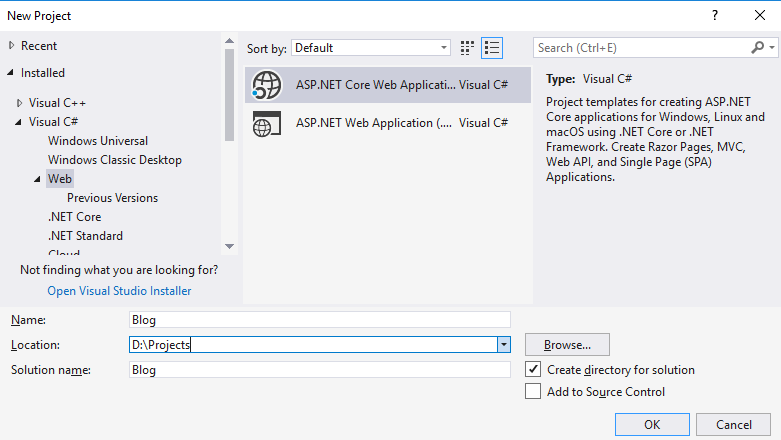 New Project
Recent
Installed
Visual C++
Visual C#
Windows Universal
Windows Classic Desktop
Web
Previous Versions
.NET Core
.NET Standard
Cloud
Not finding what you are looking for?
Open Visual Studio Installer
Sort by: Default
ASP.NET Core Web Applicati... Visual C#
ASP.NET Web Application (.... Visual C#
Search (Ctrl+E)
Type: Visual C#
Project templates for creating ASP.NET
Core applications for Windows, Linux and
macOS using .NET Core or .NET
Framework. Create Razor Pages, MVC,
Web API, and Single Page (SPA)
Applications.
Name: Blog
Location: D:\Projects
Browse...
Solution name: Blog
Create directory for solution
Add to Source Control
OK
Cancel